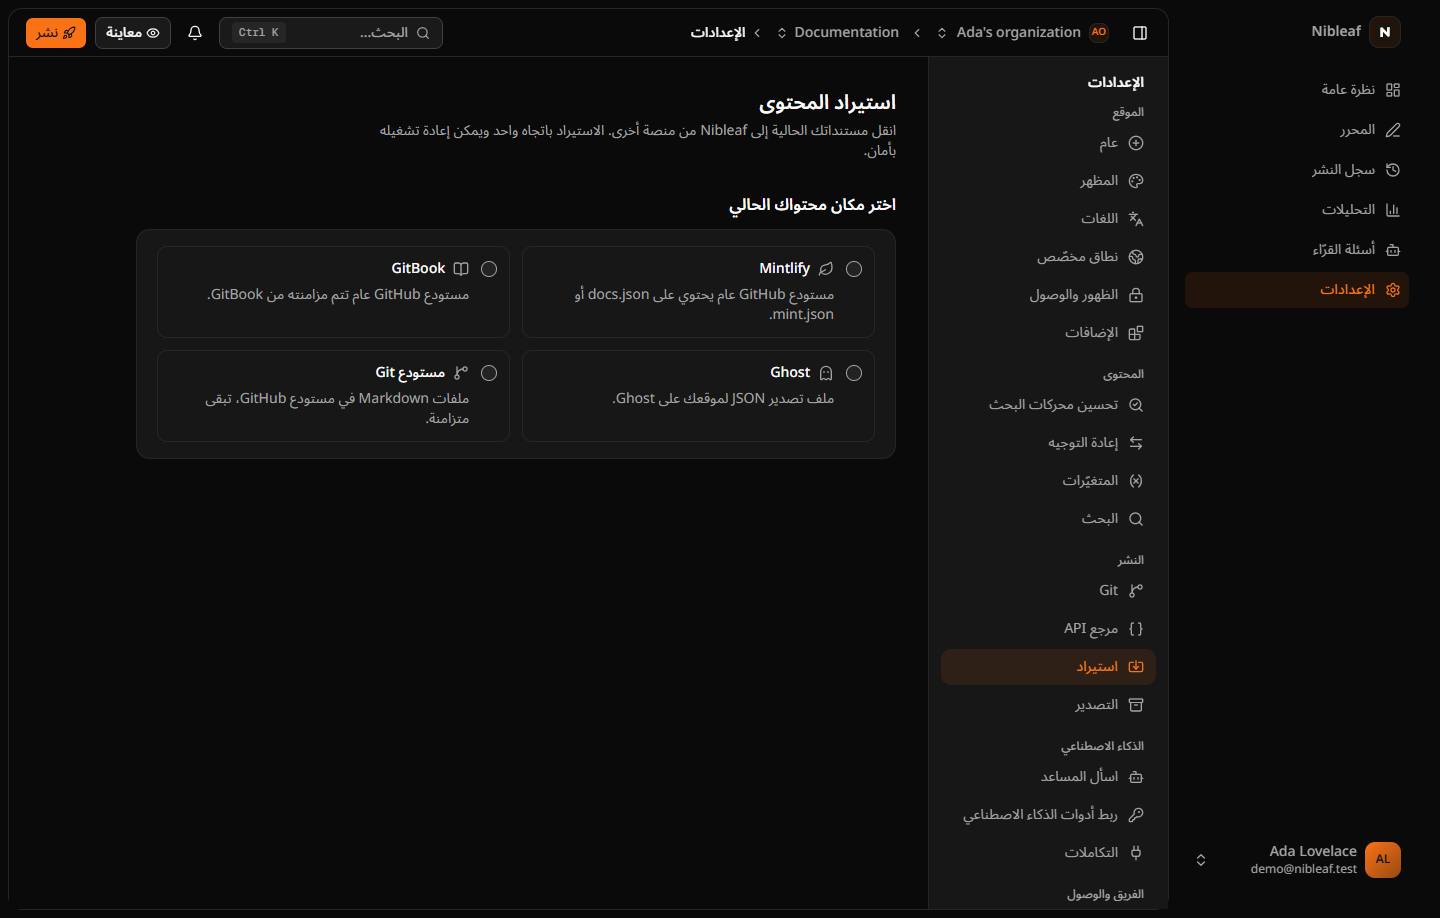 Nibleaf
نظرة عامة
المحرر
سجل النشر
التحليلات
أسئلة القرّاء
الإعدادات
Ada Lovelace
demo@nibleaf.test
AL
AO Ada's organization
Documentation
الإعدادات
البحث...
Ctrl K
معاينة
نشر
الإعدادات
الموقع
عام
المظهر
اللغات
نطاق مخصّص
الظهور والوصول
الإضافات
المحتوى
تحسين محركات البحث
إعادة التوجيه
المتغيّرات
البحث
النشر
Git
مرجع API
استيراد
التصدير
الذكاء الاصطناعي
اسأل المساعد
ربط أدوات الذكاء الاصطناعي
التكاملات
الفريق والوصول
استيراد المحتوى
انقل مستنداتك الحالية إلى Nibleaf من منصة أخرى. الاستيراد باتجاه واحد ويمكن إعادة تشغيله
بأمان.
اختر مكان محتواك الحالي
Mintlify
مستودع GitHub عام يحتوي على docs.json أو
mint.json.
GitBook
مستودع GitHub عام تتم مزامنته من GitBook.
Ghost
ملف تصدير JSON لموقعك على Ghost.
مستودع Git
ملفات Markdown في مستودع GitHub، تبقى
متزامنة.